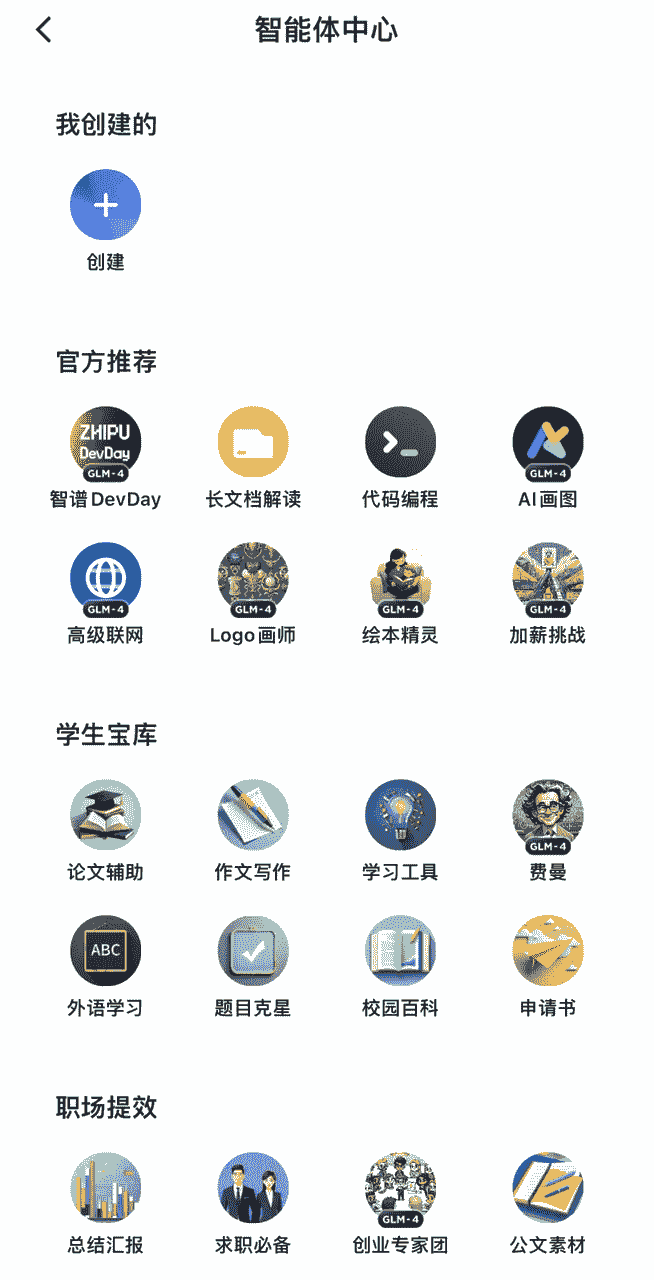 智能体中心
我创建的
创建
官方推荐
ZHIPU
DevDay
GLM-4
GLM-4
智谱DevDay 长文档解读 代码编程 AI画图
GLM-4 GLM-4 GLM-4 GLM-4
高级联网 Logo画师 绘本精灵 加薪挑战
学生宝库
GLM-4
论文辅助 作文写作 学习工具 费曼
ABC
外语学习 题目克星 校园百科 申请书
职场提效
GLM-4
总结汇报 求职必备 创业专家团 公文素材